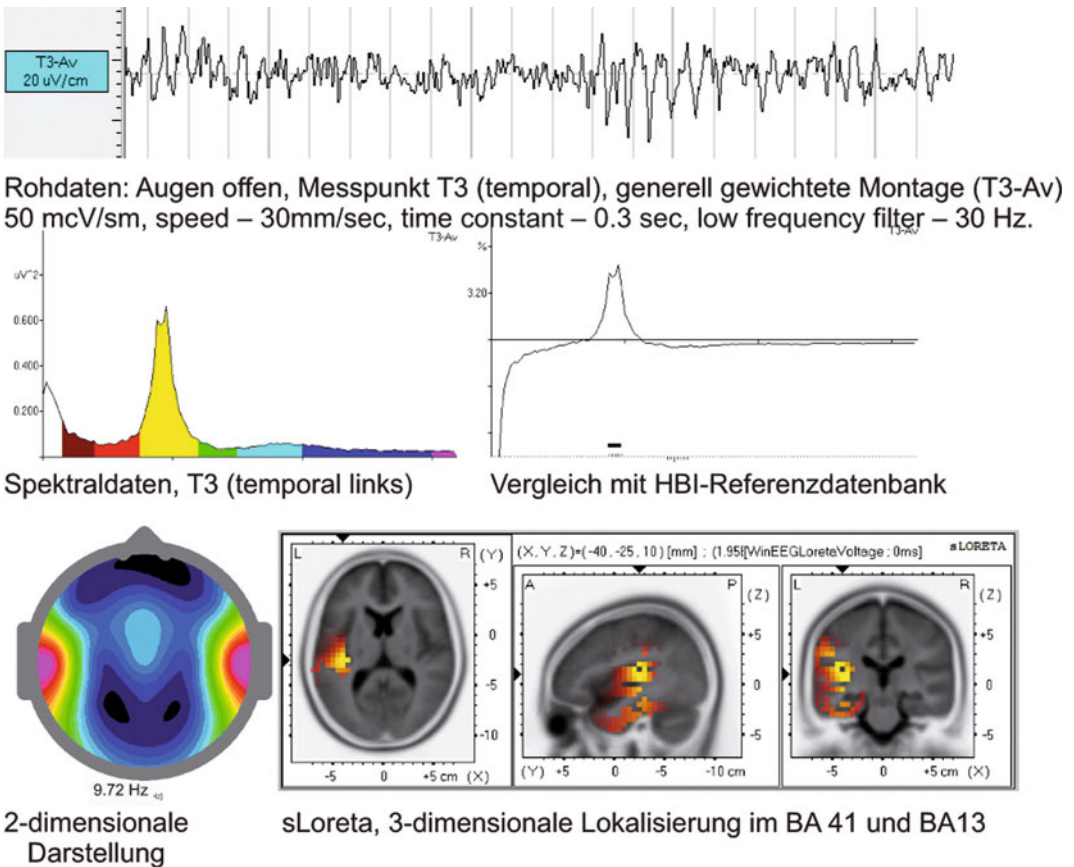 T3-Av
20 uV/cm
Rohdaten: Augen offen, Messpunkt T3 (temporal), generell gewichtete Montage (T3-Av)
50 mcV/sm, speed – 30mm/sec, time constant – 0.3 sec, low frequency filter – 30 Hz.
T3-Av
uV^2
0.600
0.400
0.200
T3-Av
%
3.20
Spektraldaten, T3 (temporal links)
Vergleich mit HBI-Referenzdatenbank
L R (Y)
+5
0
-5
-10
-5 0 +5 cm (X)
(X, Y, Z)=(-40, -25, 10) [mm] ; (1.95E[WinEEGLoretaVoltage ; 0ms] sLORETA
A P (Z)
+5
0
-5
(Y) +5 0 -5 -10 cm
L R (Z)
+5
0
-5
-5 0 +5 cm (X)
9.72 Hz
2-dimensionale
Darstellung
sLoreta, 3-dimensionale Lokalisierung im BA 41 und BA13